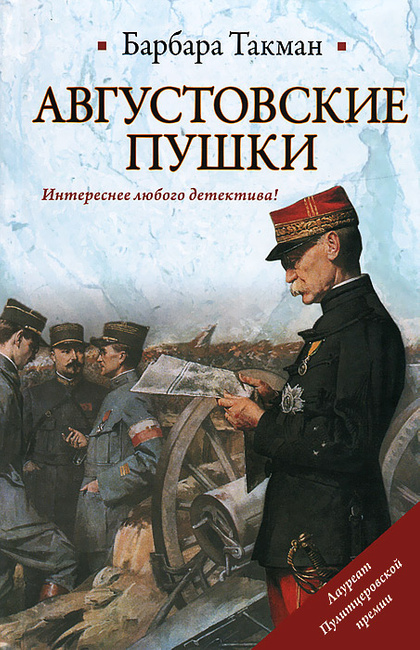 Барбара Такман
АВГУСТОВСКИЕ
ПУШКИ
Интереснее любого детектива!
Лауреат
Пулитцеровской
премии